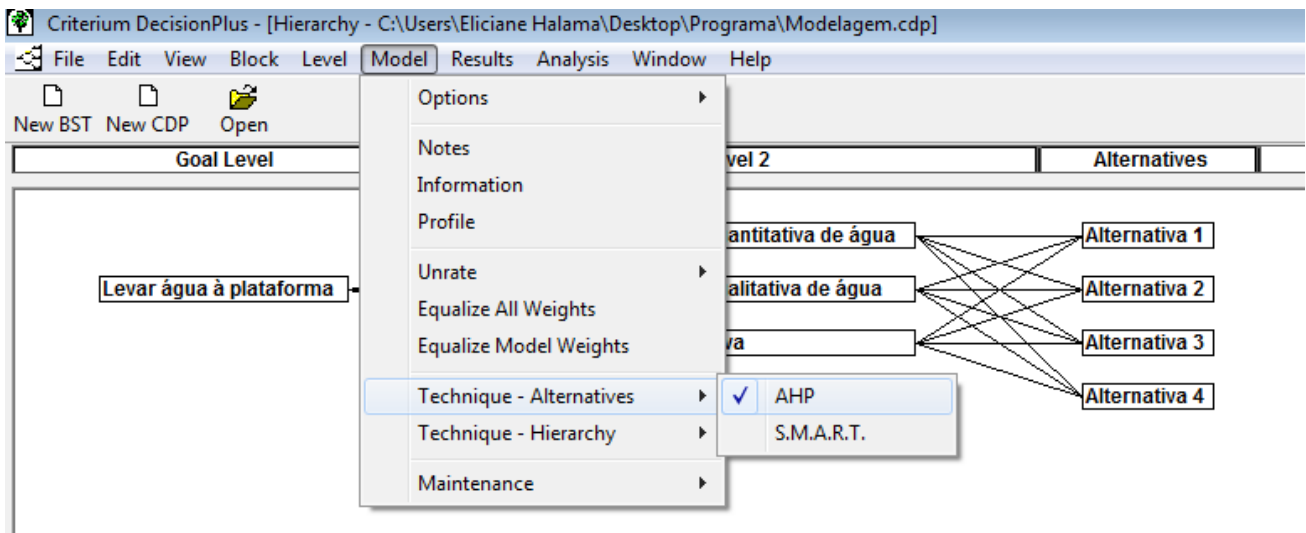 Criterium DecisionPlus - [Hierarchy - C:\Users\Eliciane Halama\Desktop\Programa\Modelagem.cdp]
File Edit View Block Level Model Results Analysis Window Help
New BST New CDP Open
Goal Level vel 2 Alternatives
Options
Notes
Information
Profile
Unrate
Equalize All Weights
Equalize Model Weights
Technique - Alternatives
Technique - Hierarchy
Maintenance
AHP
S.M.A.R.T.
Levar água à plataforma
antitativa de água
alitativa de água
va
Alternativa 1
Alternativa 2
Alternativa 3
Alternativa 4